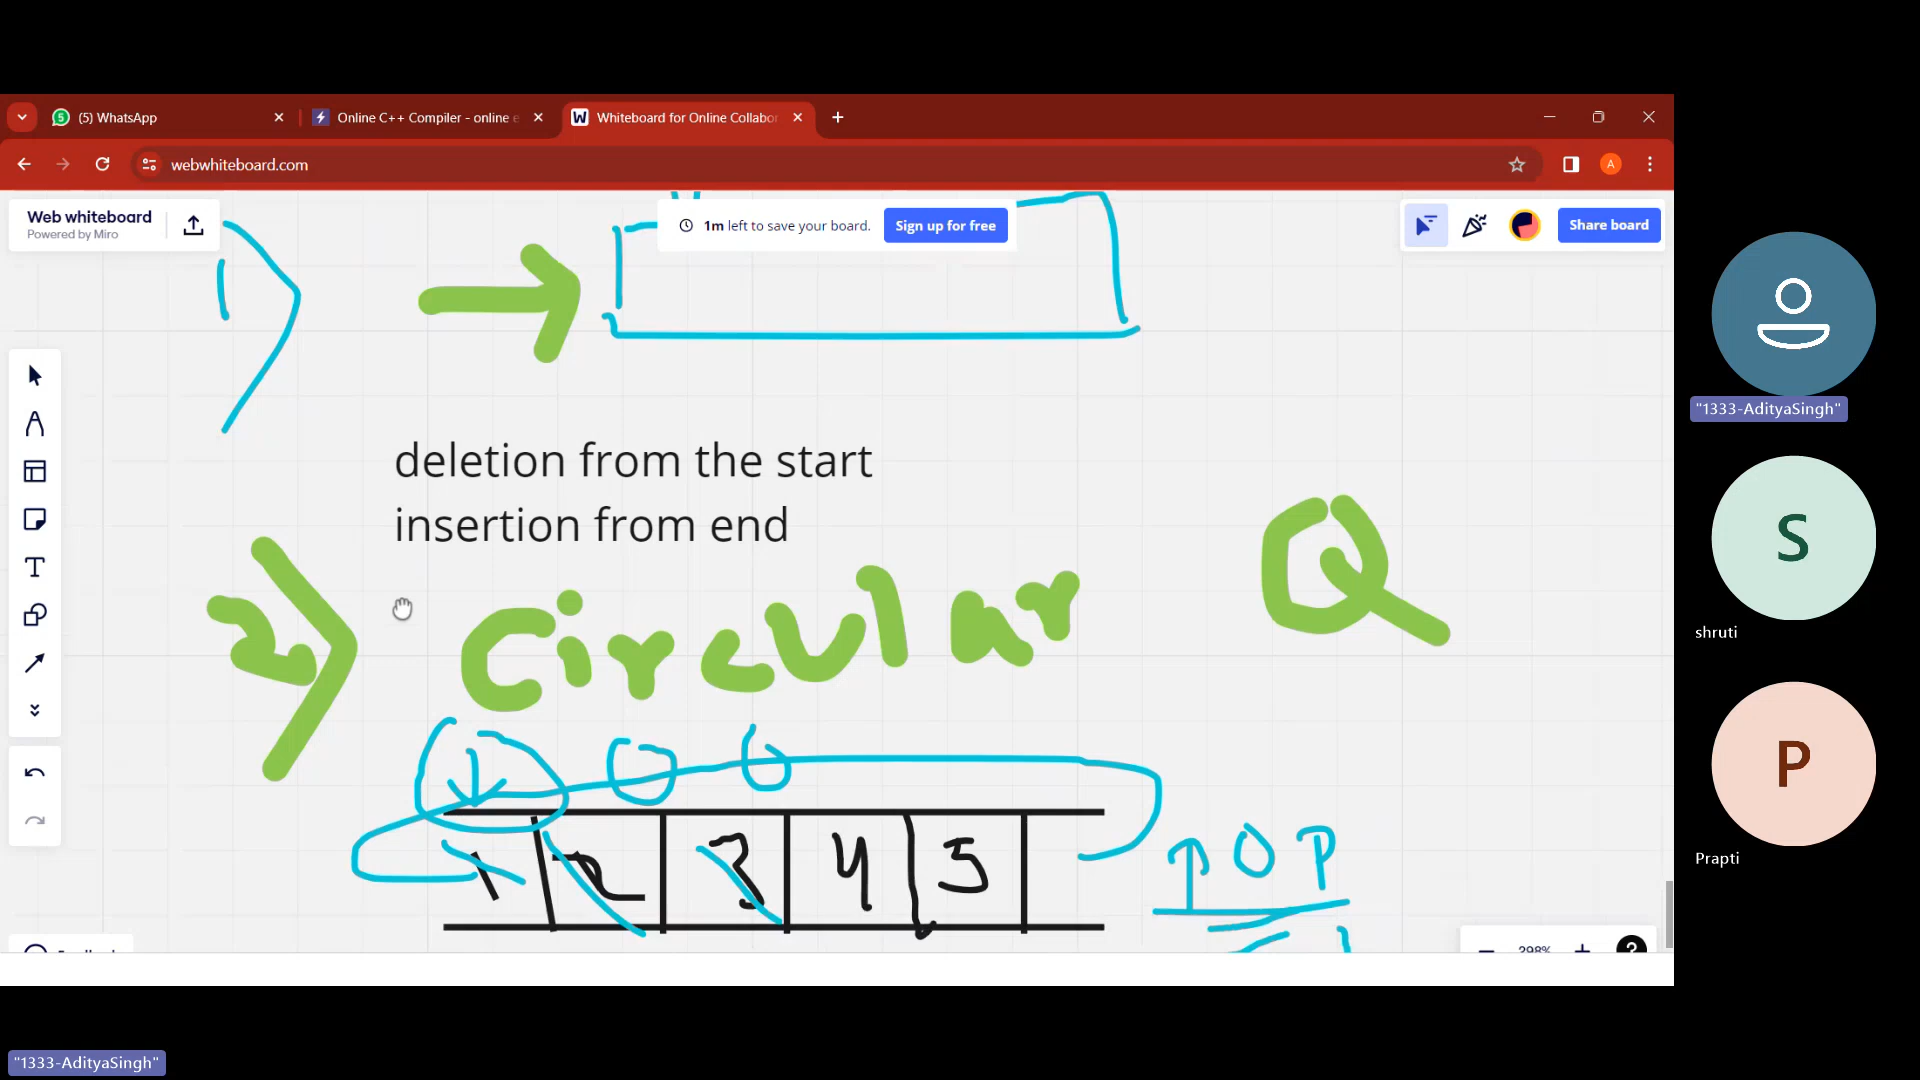 (5) WhatsApp
Online C++ Compiler - online e
Whiteboard for Online Collabor
webwhiteboard.com
A
Web whiteboard
Powered by Miro
1m left to save your board.
Sign up for free
Share board
1)
deletion from the start
insertion from end
2)
Circular Q
1 2 3 4 5
↑ O P
298%
"1333-AdityaSingh"
S
shruti
P
Prapti
"1333-AdityaSingh"